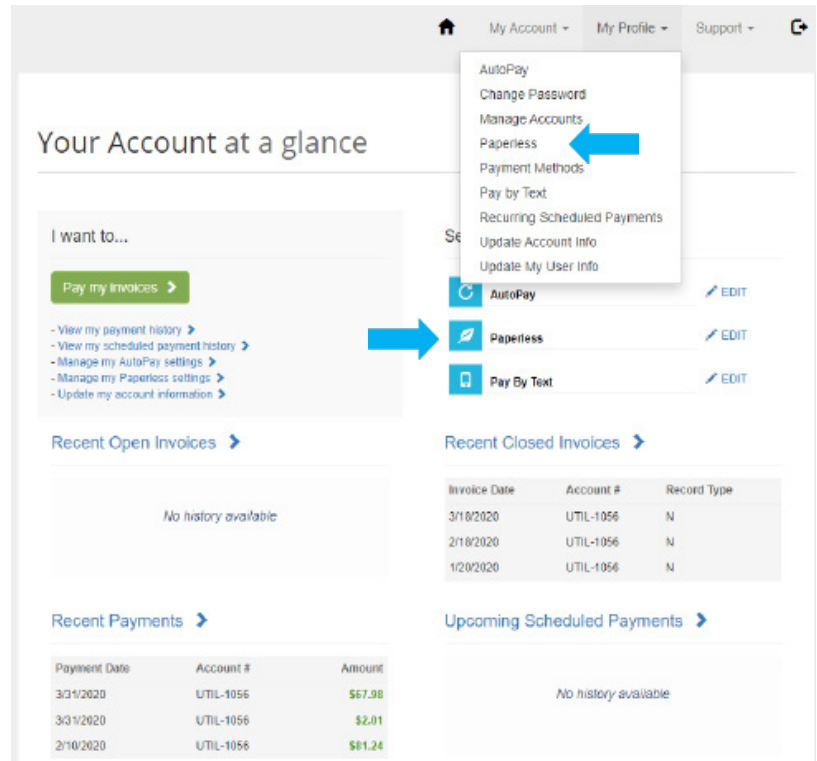 My Account
My Profile
Support
AutoPay
Change Password
Manage Accounts
Paperless
Payment Methods
Pay by Text
Recurring Scheduled Payments
Update Account Info
Update My User Info
Your Account at a glance
I want to...
Pay my invoices
- View my payment history
- View my scheduled payment history
- Manage my AutoPay settings
- Manage my Paperless settings
- Update my account information
Se
AutoPay EDIT
Paperless EDIT
Pay By Text EDIT
Recent Open Invoices
No history available
Recent Closed Invoices
Invoice Date Account # Record Type
3/18/2020 UTIL-1056 N
2/18/2020 UTIL-1056 N
1/20/2020 UTIL-1056 N
Recent Payments
Payment Date Account # Amount
3/31/2020 UTIL-1056 $67.98
3/31/2020 UTIL-1056 $2.01
2/10/2020 UTIL-1056 $81.24
Upcoming Scheduled Payments
No history available